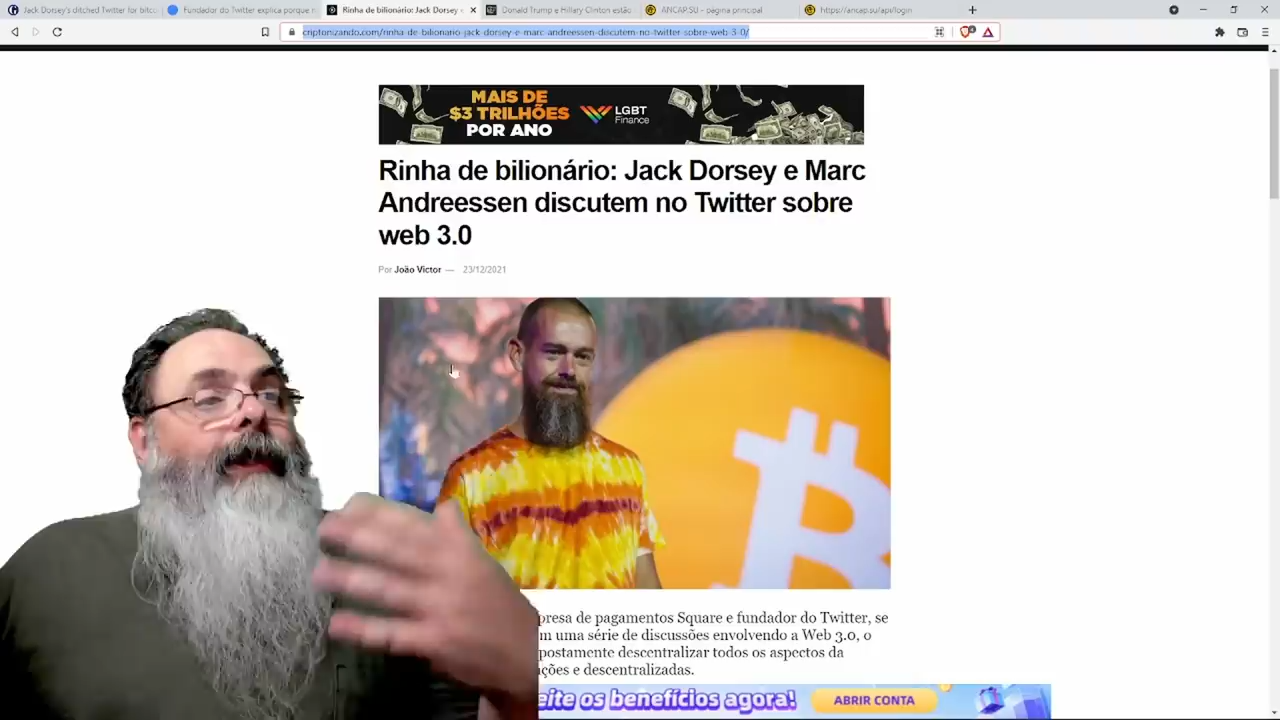 Jack Dorsey's ditched Twitter for bitco
Fundador do Twitter explica porque n
Rinha de bilionário: Jack Dorsey e
Donald Trump e Hillary Clinton estão
ANCAP.SU - página principal
https://ancap.su/api/login
criptonizando.com/rinha-de-bilionario-jack-dorsey-e-marc-andreessen-discutem-no-twitter-sobre-web-3-0/
MAIS DE
$3 TRILHÕES
POR ANO
LGBT
Finance
Rinha de bilionário: Jack Dorsey e Marc
Andreessen discutem no Twitter sobre
web 3.0
Por João Victor — 23/12/2021
presa de pagamentos Square e fundador do Twitter, se
m uma série de discussões envolvendo a Web 3.0, o
postamente descentralizar todos os aspectos da
ções e descentralizadas.
eite os benefícios agora!
ABRIR CONTA